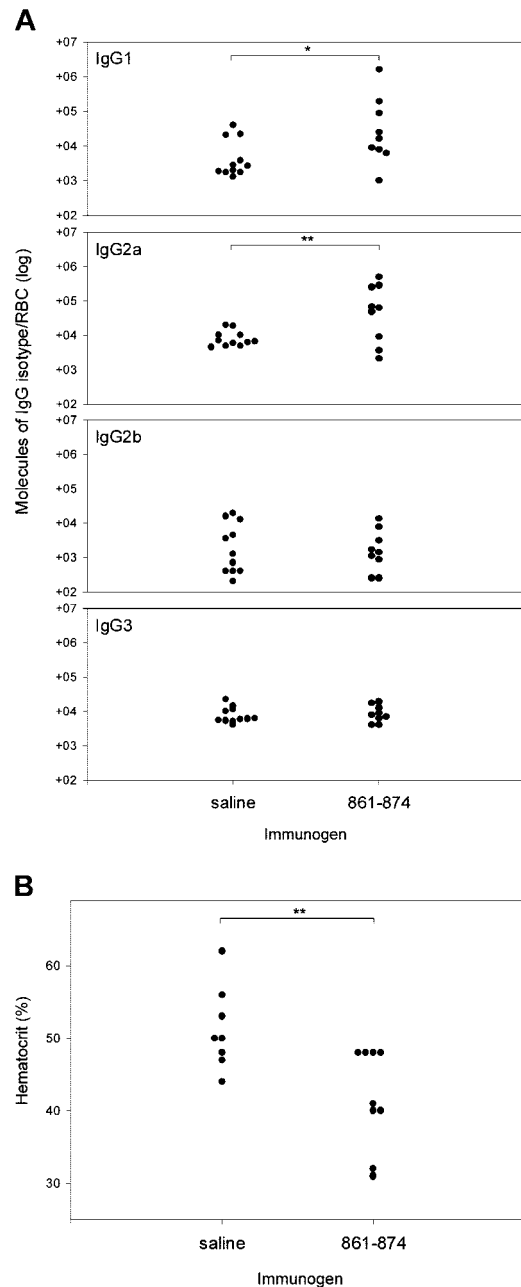 A
Molecules of IgG isotype/RBC (log)
IgG1
*
+07
+06
+05
+04
+03
+02
IgG2a
**
+07
+06
+05
+04
+03
+02
IgG2b
+07
+06
+05
+04
+03
+02
IgG3
+07
+06
+05
+04
+03
+02
saline 861-874
Immunogen
B
**
Hematocrit (%)
60
50
40
30
saline 861-874
Immunogen